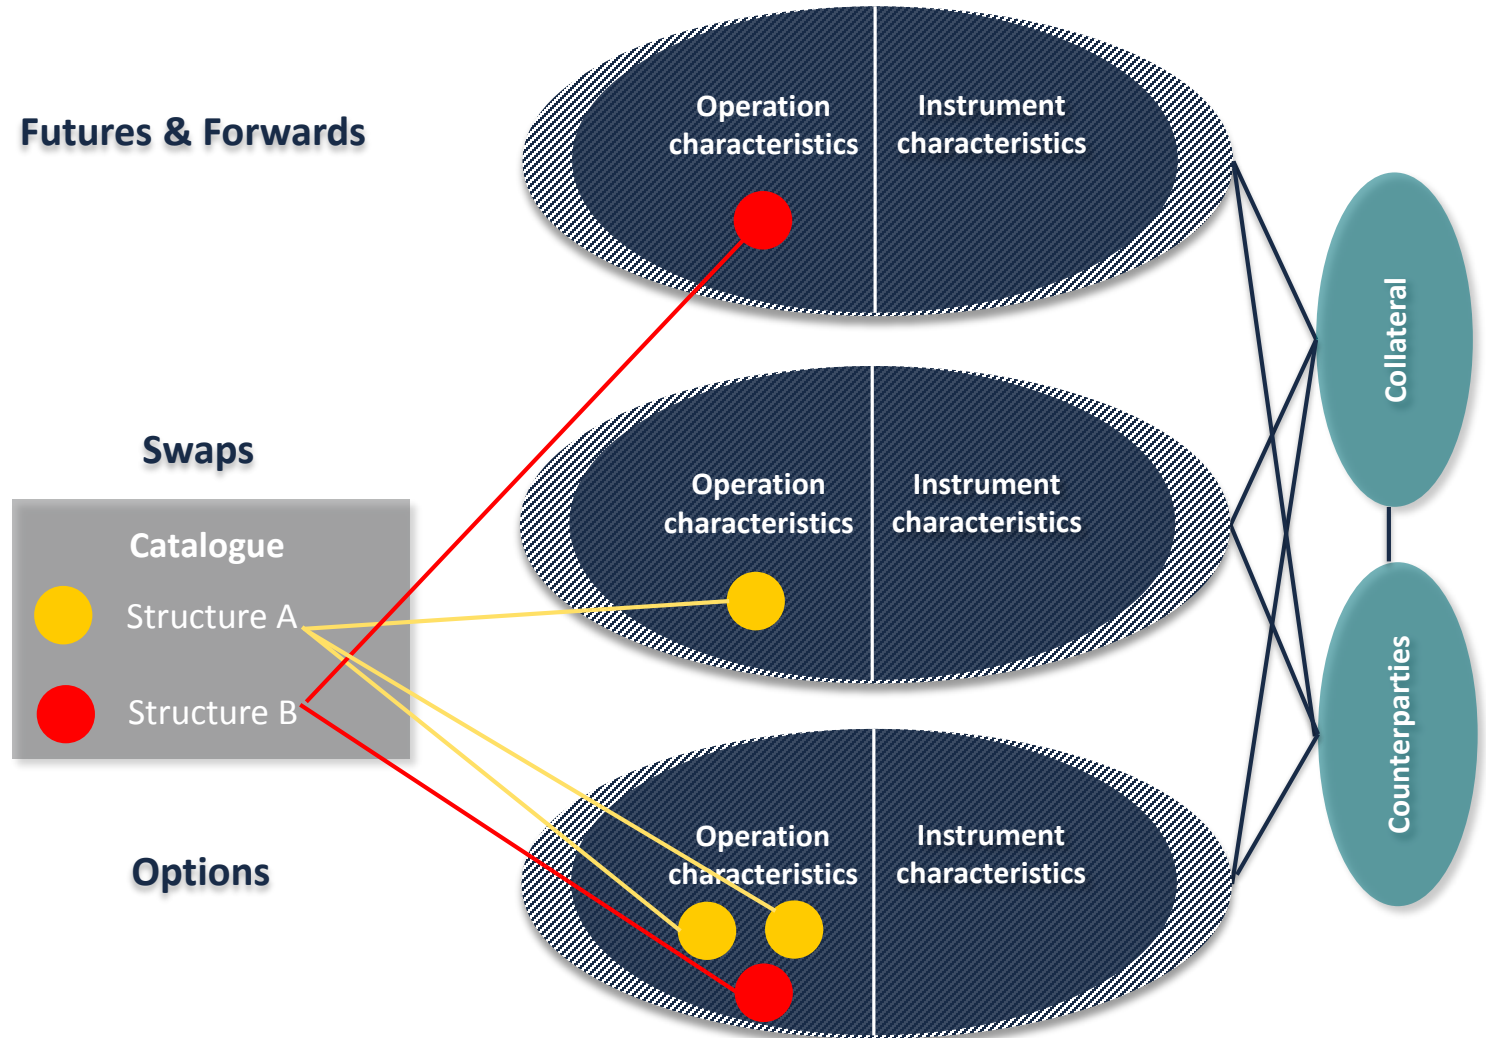 Futures & Forwards
Operation
characteristics
Instrument
characteristics
Collateral
Swaps
Catalogue
Structure A
Structure B
Operation
characteristics
Instrument
characteristics
Counterparties
Options
Operation
characteristics
Instrument
characteristics